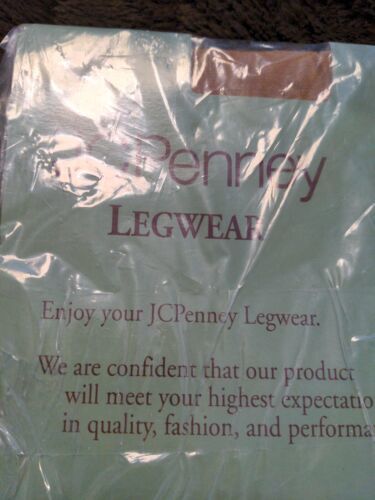 JCPenney
LEGWEAR
Enjoy your JCPenney Legwear.
We are confident that our product
will meet your highest expectatio
in quality, fashion, and performa